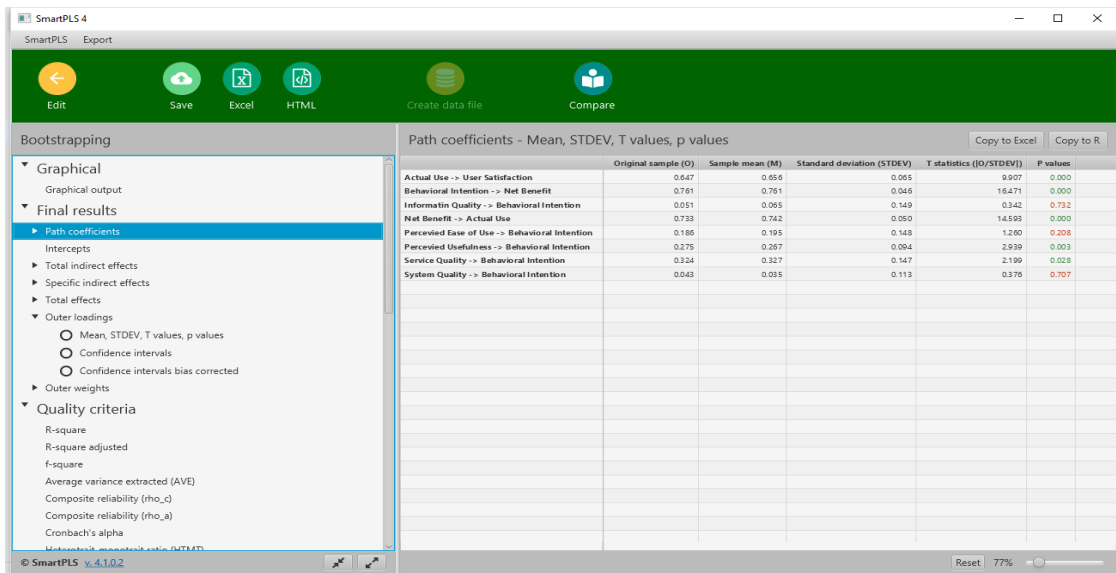 SmartPLS 4
SmartPLS Export
Edit Save Excel HTML Create data file Compare
Bootstrapping
Graphical
Graphical output
Final results
Path coefficients
Intercepts
Total indirect effects
Specific indirect effects
Total effects
Outer loadings
Mean, STDEV, T values, p values
Confidence intervals
Confidence intervals bias corrected
Outer weights
Quality criteria
R-square
R-square adjusted
f-square
Average variance extracted (AVE)
Composite reliability (rho_c)
Composite reliability (rho_a)
Cronbach's alpha
Heterotrait-monotrait ratio (HTMT)
© SmartPLS v. 4.1.0.2
Path coefficients - Mean, STDEV, T values, p values Copy to Excel Copy to R
Original sample (O) Sample mean (M) Standard deviation (STDEV) T statistics (|O/STDEV|) P values
Actual Use -> User Satisfaction 0.647 0.656 0.065 9.907 0.000
Behavioral Intention -> Net Benefit 0.761 0.761 0.046 16.471 0.000
Informatin Quality -> Behavioral Intention 0.051 0.065 0.149 0.342 0.732
Net Benefit -> Actual Use 0.733 0.742 0.050 14.593 0.000
Percevied Ease of Use -> Behavioral Intention 0.186 0.195 0.148 1.260 0.208
Percevied Usefulness -> Behavioral Intention 0.275 0.267 0.094 2.939 0.003
Service Quality -> Behavioral Intention 0.324 0.327 0.147 2.199 0.028
System Quality -> Behavioral Intention 0.043 0.035 0.113 0.376 0.707
Reset 77%